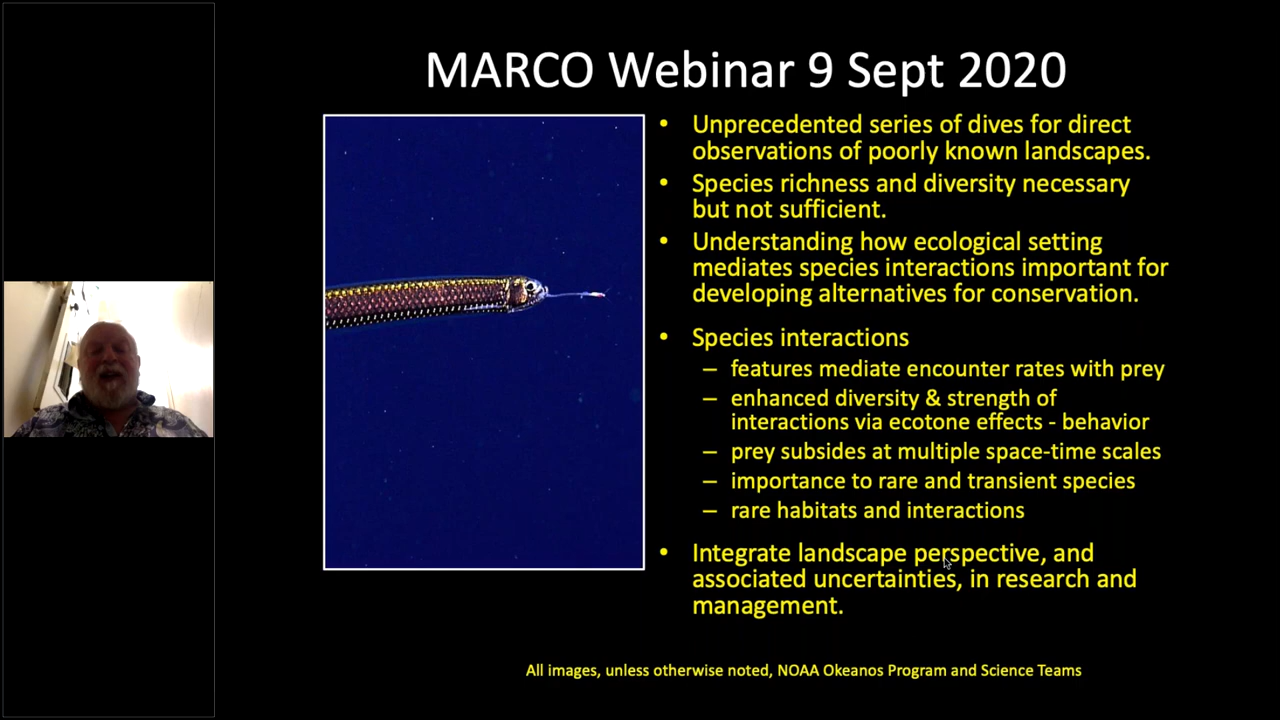 MARCO Webinar 9 Sept 2020
• Unprecedented series of dives for direct
observations of poorly known landscapes.
• Species richness and diversity necessary
but not sufficient.
• Understanding how ecological setting
mediates species interactions important for
developing alternatives for conservation.
• Species interactions
– features mediate encounter rates with prey
– enhanced diversity & strength of
interactions via ecotone effects - behavior
– prey subsides at multiple space-time scales
– importance to rare and transient species
– rare habitats and interactions
• Integrate landscape perspective, and
associated uncertainties, in research and
management.
All images, unless otherwise noted, NOAA Okeanos Program and Science Teams